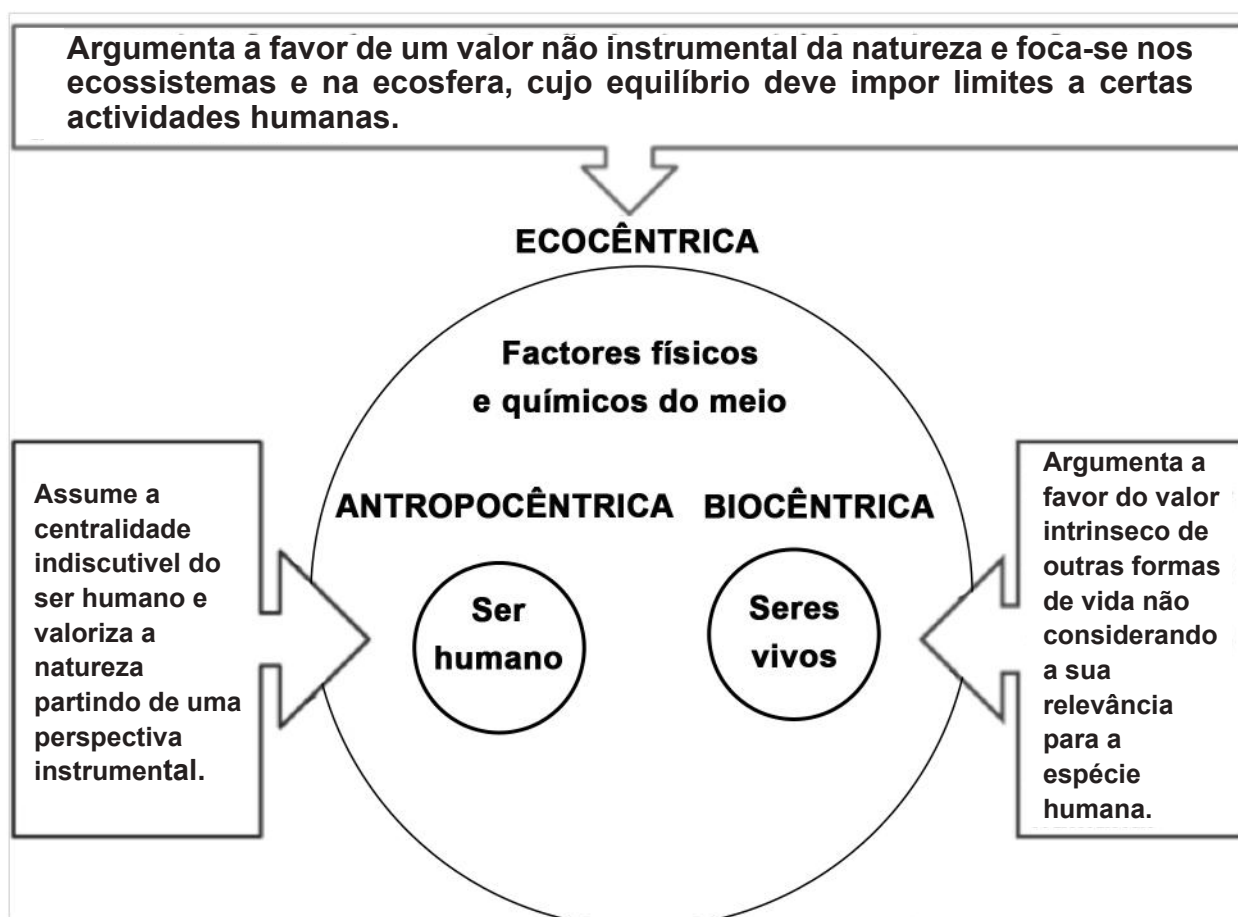 Argumenta a favor de um valor não instrumental da natureza e foca-se nos
ecossistemas e na ecosfera, cujo equilíbrio deve impor limites a certas
actividades humanas.
ECOCÊNTRICA
Factores físicos
e químicos do meio
Assume a
centralidade
indiscutivel do
ser humano e
valoriza a
natureza
partindo de uma
perspectiva
instrumental.
ANTROPOCÊNTRICA
Ser
humano
BIOCÊNTRICA
Seres
vivos
Argumenta a
favor do valor
intrinseco de
outras formas
de vida não
considerando
a sua
relevância
para a
espécie
humana.